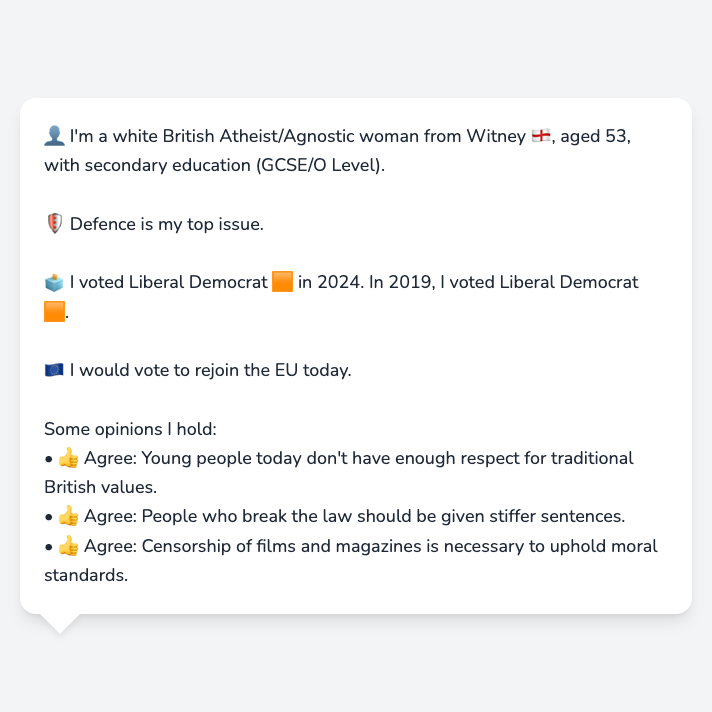 👤 I'm a white British Atheist/Agnostic woman from Witney 🏴󠁧󠁢󠁥󠁮󠁧󠁿, aged 53,
with secondary education (GCSE/O Level).
🛡️ Defence is my top issue.
🗳️ I voted Liberal Democrat 🟧 in 2024. In 2019, I voted Liberal Democrat
🟧.
🇪🇺 I would vote to rejoin the EU today.
Some opinions I hold:
• 👍 Agree: Young people today don't have enough respect for traditional
British values.
• 👍 Agree: People who break the law should be given stiffer sentences.
• 👍 Agree: Censorship of films and magazines is necessary to uphold moral
standards.